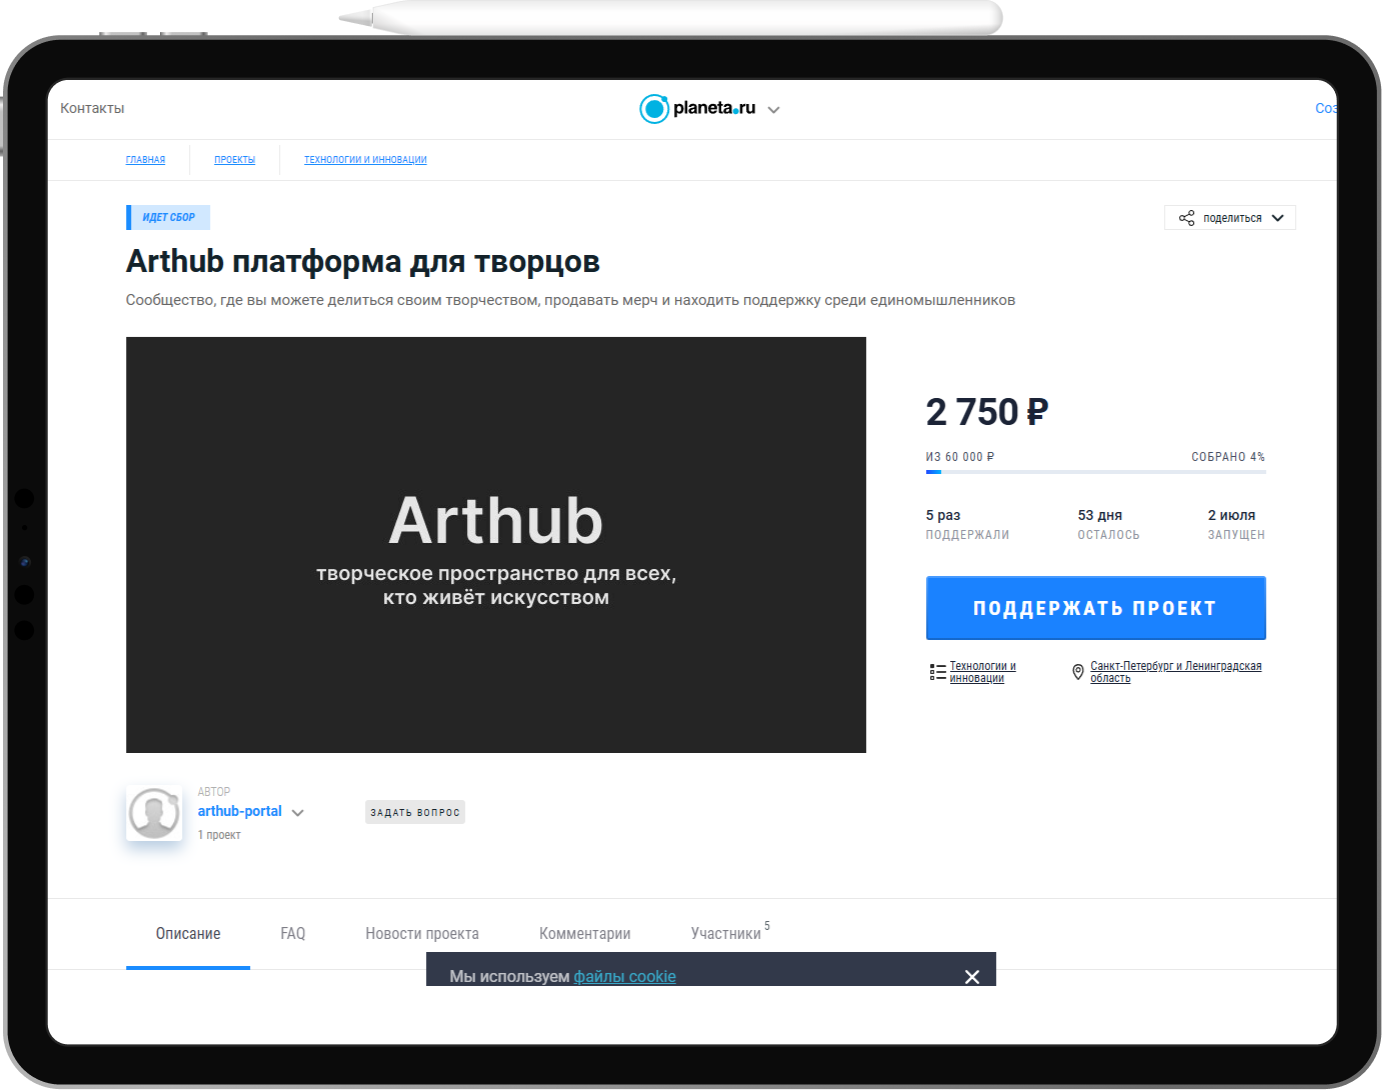 Контакты
planeta.ru
ГЛАВНАЯ
ПРОЕКТЫ
ТЕХНОЛОГИИ И ИННОВАЦИИ
ИДЕТ СБОР
поделиться
Arthub платформа для творцов
Сообщество, где вы можете делиться своим творчеством, продавать мерч и находить поддержку среди единомышленников
Arthub
творческое пространство для всех,
кто живёт искусством
2 750 ₽
ИЗ 60 000 ₽
СОБРАНО 4%
5 раз
ПОДДЕРЖАЛИ
53 дня
ОСТАЛОСЬ
2 июля
ЗАПУЩЕН
ПОДДЕРЖАТЬ ПРОЕКТ
Технологии и
инновации
Санкт-Петербург и Ленинградская
область
АВТОР
arthub-portal
1 проект
ЗАДАТЬ ВОПРОС
Описание
FAQ
Новости проекта
Комментарии
Участники 5
Мы используем файлы cookie